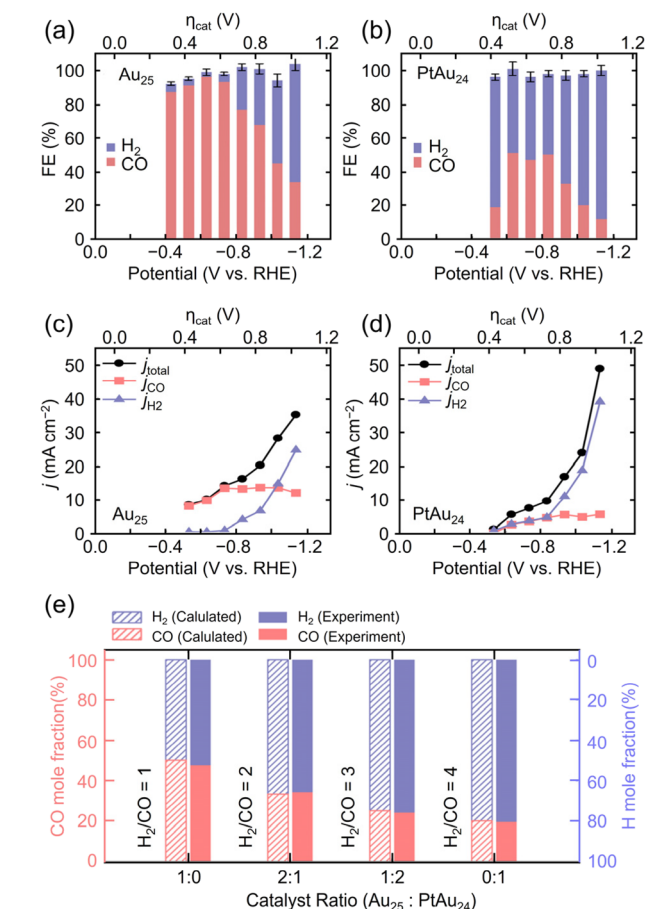 (a)
η_cat (V)
0.0 0.4 0.8 1.2
Au₂₅
100
80
60
40
20
0
FE (%)
H₂
CO
0.0 −0.4 −0.8 −1.2
Potential (V vs. RHE)
(b)
η_cat (V)
0.0 0.4 0.8 1.2
PtAu₂₄
100
80
60
40
20
0
FE (%)
H₂
CO
0.0 −0.4 −0.8 −1.2
Potential (V vs. RHE)
(c)
η_cat (V)
0.0 0.4 0.8 1.2
50
40
30
20
10
0
j (mA cm⁻²)
j_total
j_CO
j_H2
Au₂₅
0.0 −0.4 −0.8 −1.2
Potential (V vs. RHE)
(d)
η_cat (V)
0.0 0.4 0.8 1.2
50
40
30
20
10
0
j (mA cm⁻²)
j_total
j_CO
j_H2
PtAu₂₄
0.0 −0.4 −0.8 −1.2
Potential (V vs. RHE)
(e)
H₂ (Calulated) H₂ (Experiment)
CO (Calulated) CO (Experiment)
100
80
60
40
20
0
CO mole fraction(%)
H₂/CO = 1
H₂/CO = 2
H₂/CO = 3
H₂/CO = 4
0
20
40
60
80
100
H mole fraction(%)
1:0 2:1 1:2 0:1
Catalyst Ratio (Au₂₅ : PtAu₂₄)